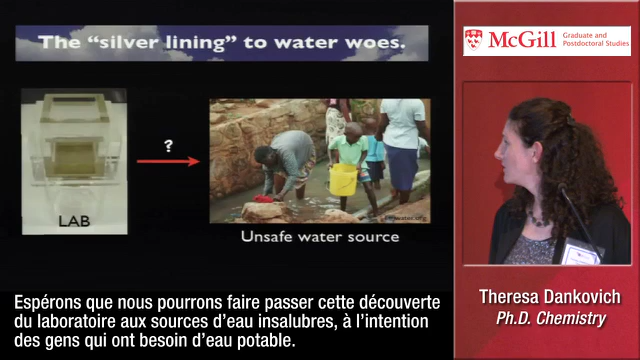 The “silver lining” to water woes.
McGill
Graduate and
Postdoctoral Studies
?
LAB
Unsafe water source
Espérons que nous pourrons faire passer cette découverte
du laboratoire aux sources d’eau insalubres, à l’intention
des gens qui ont besoin d’eau potable.
Theresa Dankovich
Ph.D. Chemistry